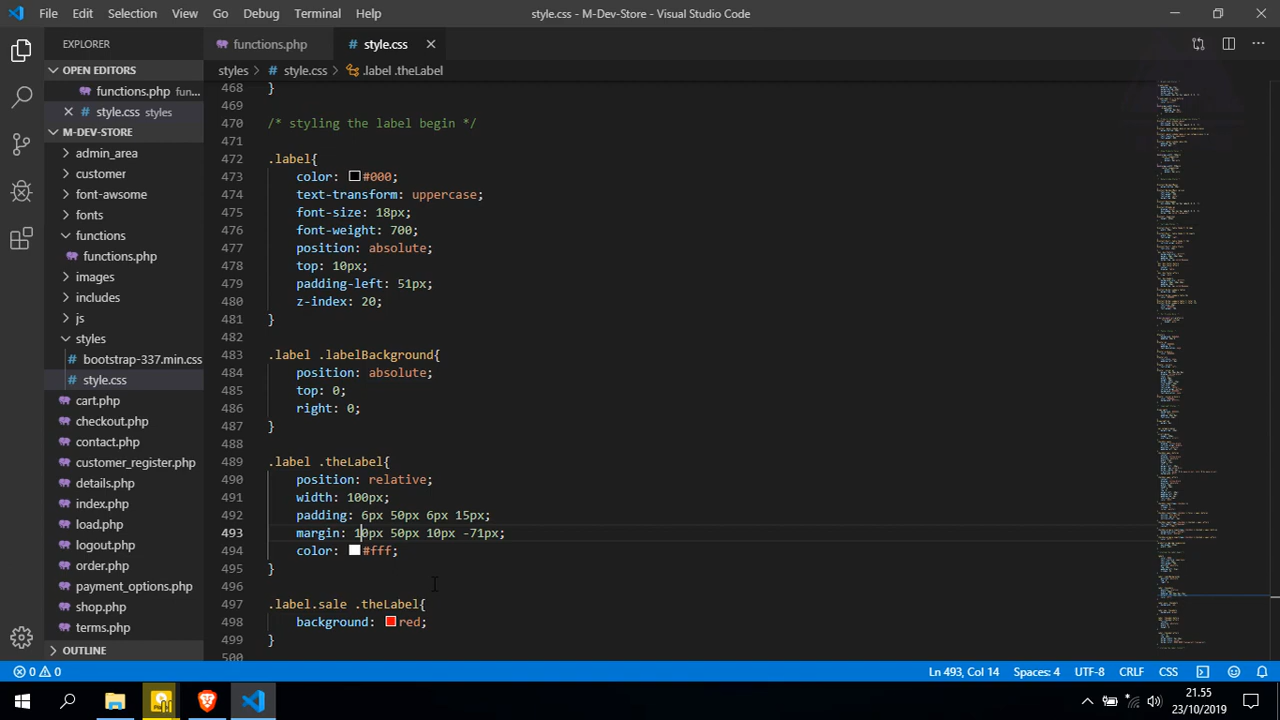 File Edit Selection View Go Debug Terminal Help
style.css - M-Dev-Store - Visual Studio Code
EXPLORER
OPEN EDITORS
functions.php fun...
style.css styles
M-DEV-STORE
admin_area
customer
font-awsome
fonts
functions
functions.php
images
includes
js
styles
bootstrap-337.min.css
style.css
cart.php
checkout.php
contact.php
customer_register.php
details.php
index.php
load.php
logout.php
order.php
payment_options.php
shop.php
terms.php
OUTLINE
functions.php
style.css
styles > style.css > .label .theLabel
468 }
469
470 /* styling the label begin */
471
472 .label{
473 color: #000;
474 text-transform: uppercase;
475 font-size: 18px;
476 font-weight: 700;
477 position: absolute;
478 top: 10px;
479 padding-left: 51px;
480 z-index: 20;
481 }
482
483 .label .labelBackground{
484 position: absolute;
485 top: 0;
486 right: 0;
487 }
488
489 .label .theLabel{
490 position: relative;
491 width: 100px;
492 padding: 6px 50px 6px 15px;
493 margin: 10px 50px 10px -71px;
494 color: #fff;
495 }
496
497 .label.sale .theLabel{
498 background: red;
499 }
500
0 0
Ln 493, Col 14
Spaces: 4
UTF-8
CRLF
CSS
21.55
23/10/2019